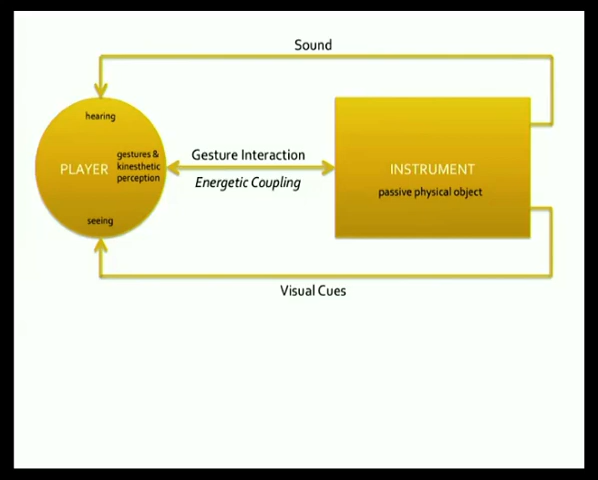 Sound
hearing
PLAYER
gestures &
kinesthetic
perception
seeing
Gesture Interaction
Energetic Coupling
INSTRUMENT
passive physical object
Visual Cues